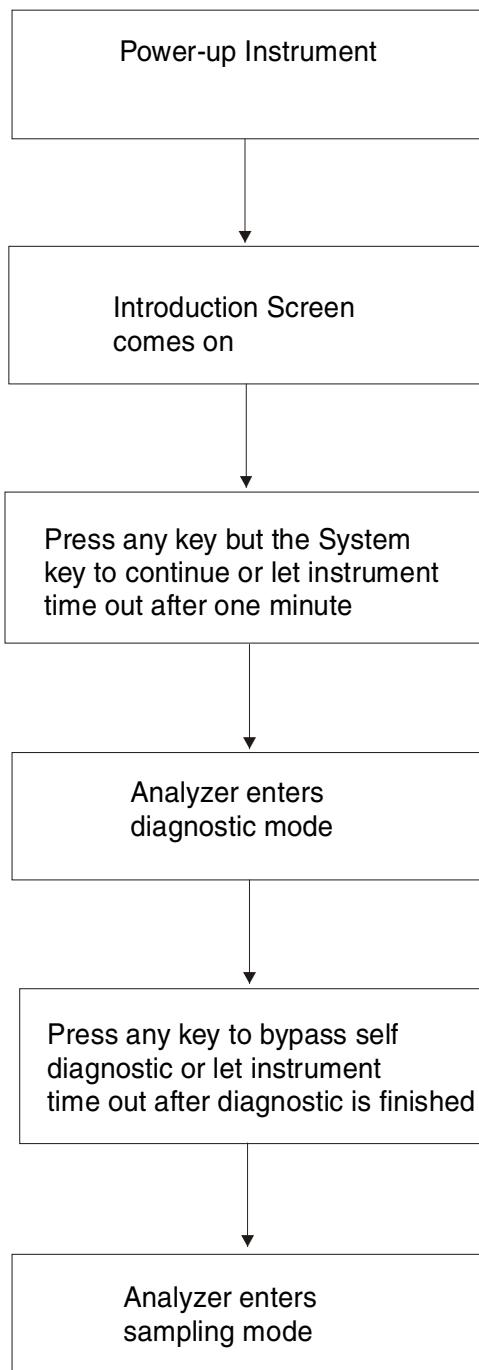 Power-up Instrument
Introduction Screen
comes on
Press any key but the System
key to continue or let instrument
time out after one minute
Analyzer enters
diagnostic mode
Press any key to bypass self
diagnostic or let instrument
time out after diagnostic is finished
Analyzer enters
sampling mode